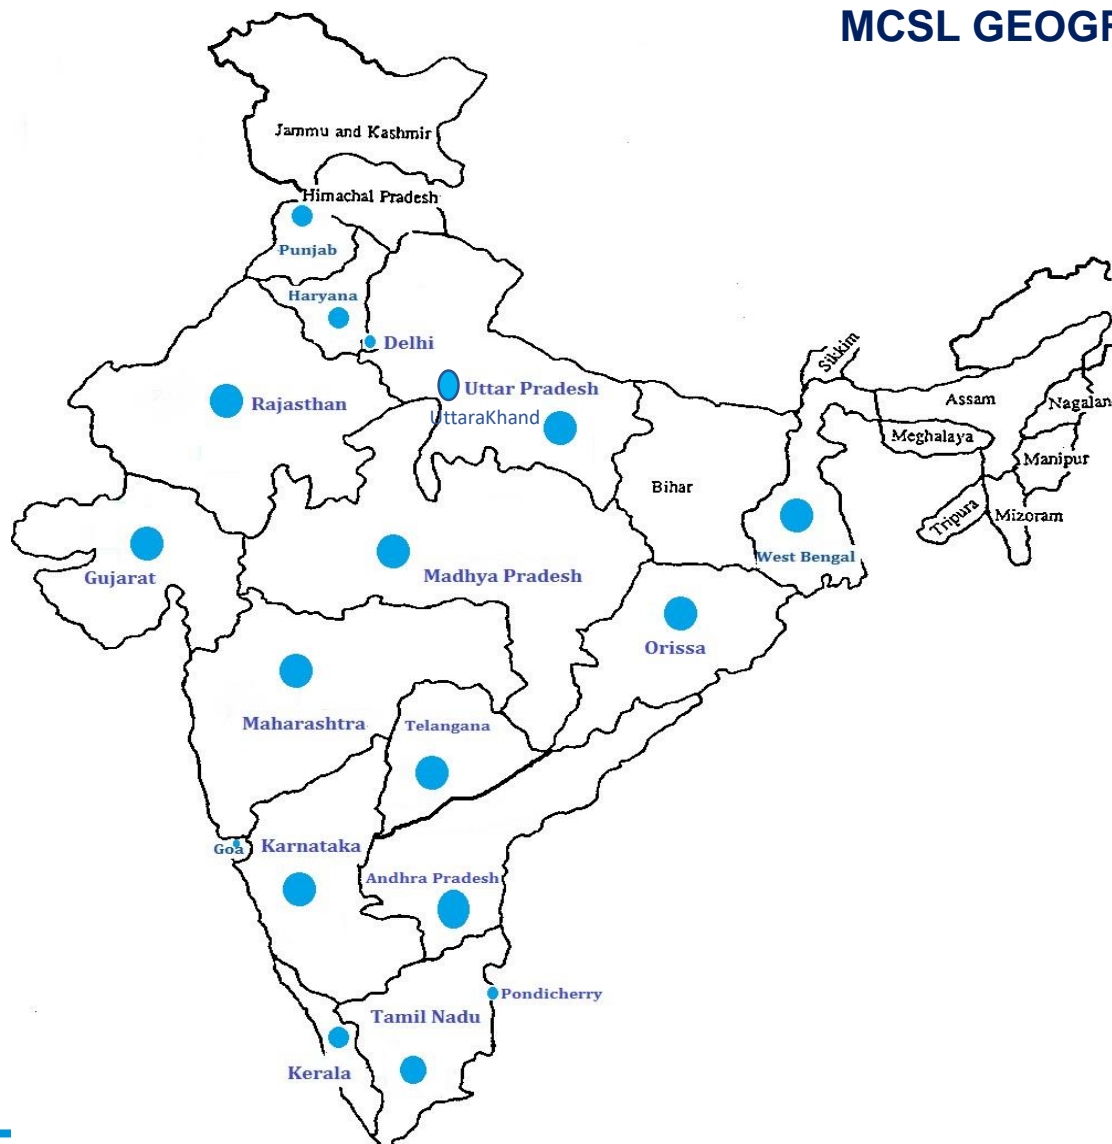 MCSL GEOGR
Jammu and Kashmir
Himachal Pradesh
Punjab
Haryana
Delhi
Sikkim
Rajasthan
Uttar Pradesh
UttaraKhand
Assam
Nagalan
Meghalaya
Manipur
Bihar
Tripura
Mizoram
West Bengal
Gujarat
Madhya Pradesh
Orissa
Maharashtra
Telangana
Goa
Karnataka
Andhra Pradesh
Pondicherry
Tamil Nadu
Kerala